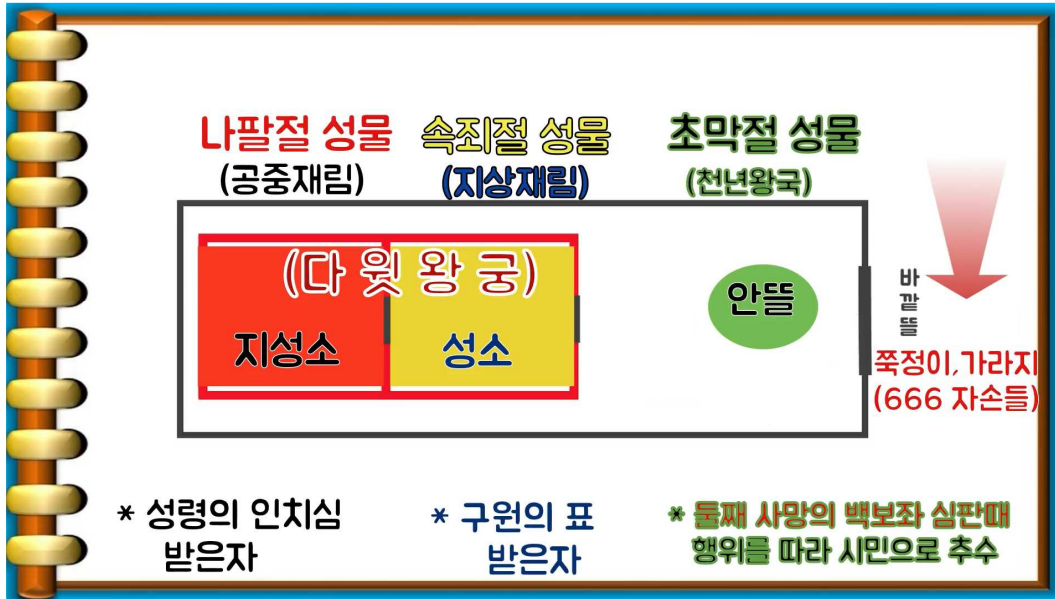 나팔절 성물 속죄절 성물 초막절 성물
(공중재림) (지상재림) (천년왕국)
(다윗왕궁)
지성소 성소 안뜰
바깥뜰
쭉정이,가라지
(666 자손들)
* 성령의 인치심
받은자
* 구원의 표
받은자
* 둘째 사망의 백보좌 심판때
행위를 따라 시민으로 추수